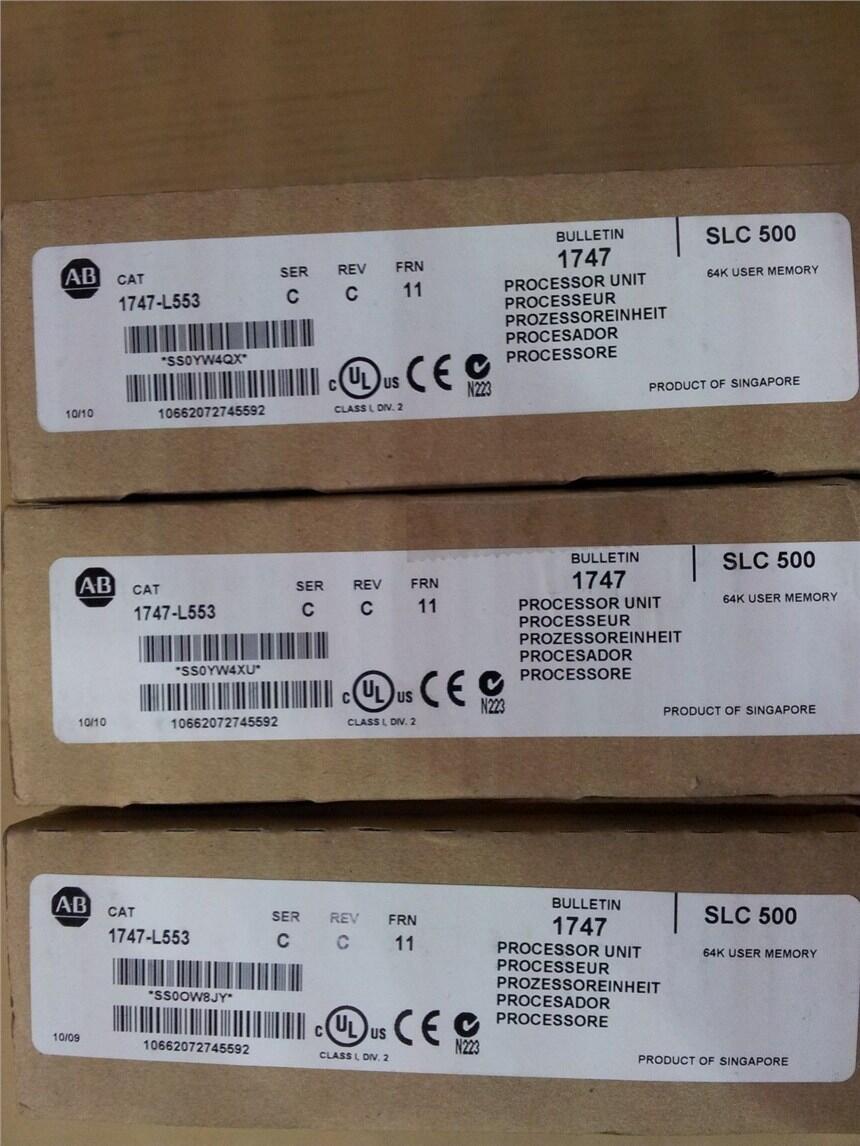 AB
CAT
1747-L553
SER
C
REV
C
FRN
11
*SS0YW4QX*
10662072745592
10/10
C UL US
CLASS I, DIV. 2
CE
N223
BULLETIN
1747
PROCESSOR UNIT
PROCESSEUR
PROZESSOREINHEIT
PROCESADOR
PROCESSORE
SLC 500
64K USER MEMORY
PRODUCT OF SINGAPORE
AB
CAT
1747-L553
SER
C
REV
C
FRN
11
*SS0YW4XU*
10662072745592
10/10
C UL US
CLASS I, DIV. 2
CE
N223
BULLETIN
1747
PROCESSOR UNIT
PROCESSEUR
PROZESSOREINHEIT
PROCESADOR
PROCESSORE
SLC 500
64K USER MEMORY
PRODUCT OF SINGAPORE
AB
CAT
1747-L553
SER
C
REV
C
FRN
11
*SS0OW8JY*
10662072745592
10/09
C UL US
CLASS I, DIV. 2
CE
N223
BULLETIN
1747
PROCESSOR UNIT
PROCESSEUR
PROZESSOREINHEIT
PROCESADOR
PROCESSORE
SLC 500
64K USER MEMORY
PRODUCT OF SINGAPORE